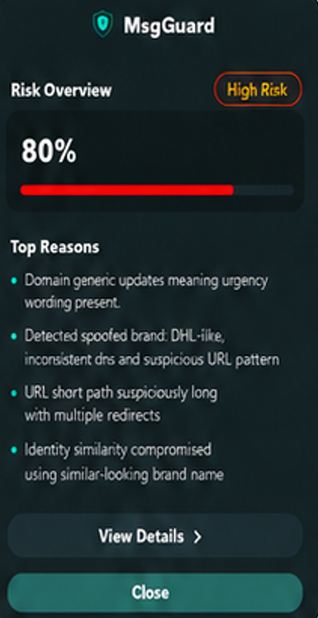 MsgGuard
Risk Overview
High Risk
80%
Top Reasons
• Domain generic updates meaning urgency
wording present.
• Detected spoofed brand: DHL-like,
inconsistent dns and suspicious URL pattern
• URL short path suspiciously long
with multiple redirects
• Identity similarity compromised
using similar-looking brand name
View Details >
Close